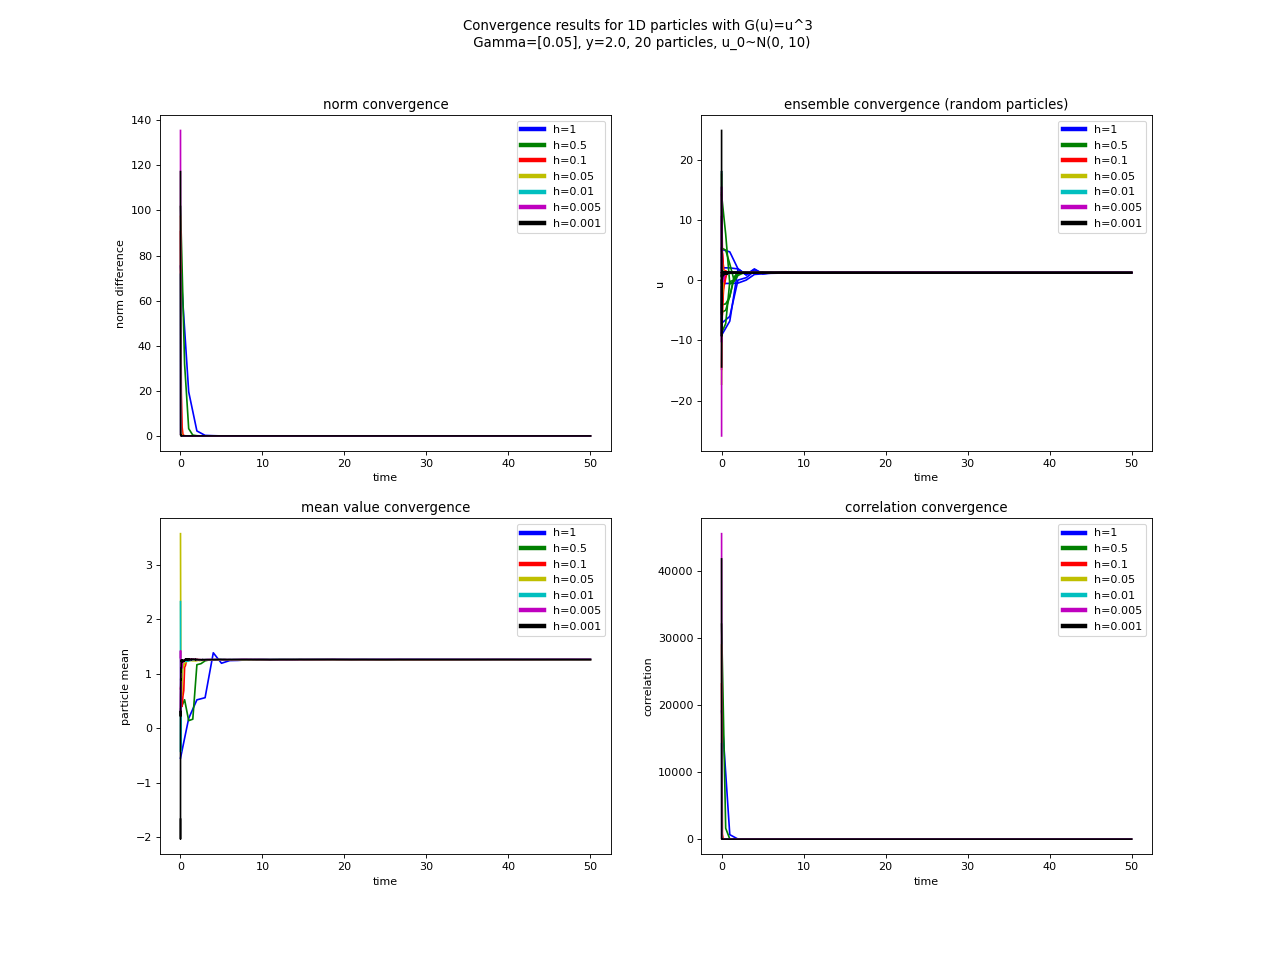 Convergence results for 1D particles with G(u)=u^3
Gamma=[0.05], y=2.0, 20 particles, u_0~N(0, 10)
norm convergence
140
120
100
80
60
40
20
0
norm difference
0 10 20 30 40 50
time
h=1
h=0.5
h=0.1
h=0.05
h=0.01
h=0.005
h=0.001
ensemble convergence (random particles)
20
10
0
−10
−20
u
0 10 20 30 40 50
time
h=1
h=0.5
h=0.1
h=0.05
h=0.01
h=0.005
h=0.001
mean value convergence
3
2
1
0
−1
−2
particle mean
0 10 20 30 40 50
time
h=1
h=0.5
h=0.1
h=0.05
h=0.01
h=0.005
h=0.001
correlation convergence
40000
30000
20000
10000
0
correlation
0 10 20 30 40 50
time
h=1
h=0.5
h=0.1
h=0.05
h=0.01
h=0.005
h=0.001